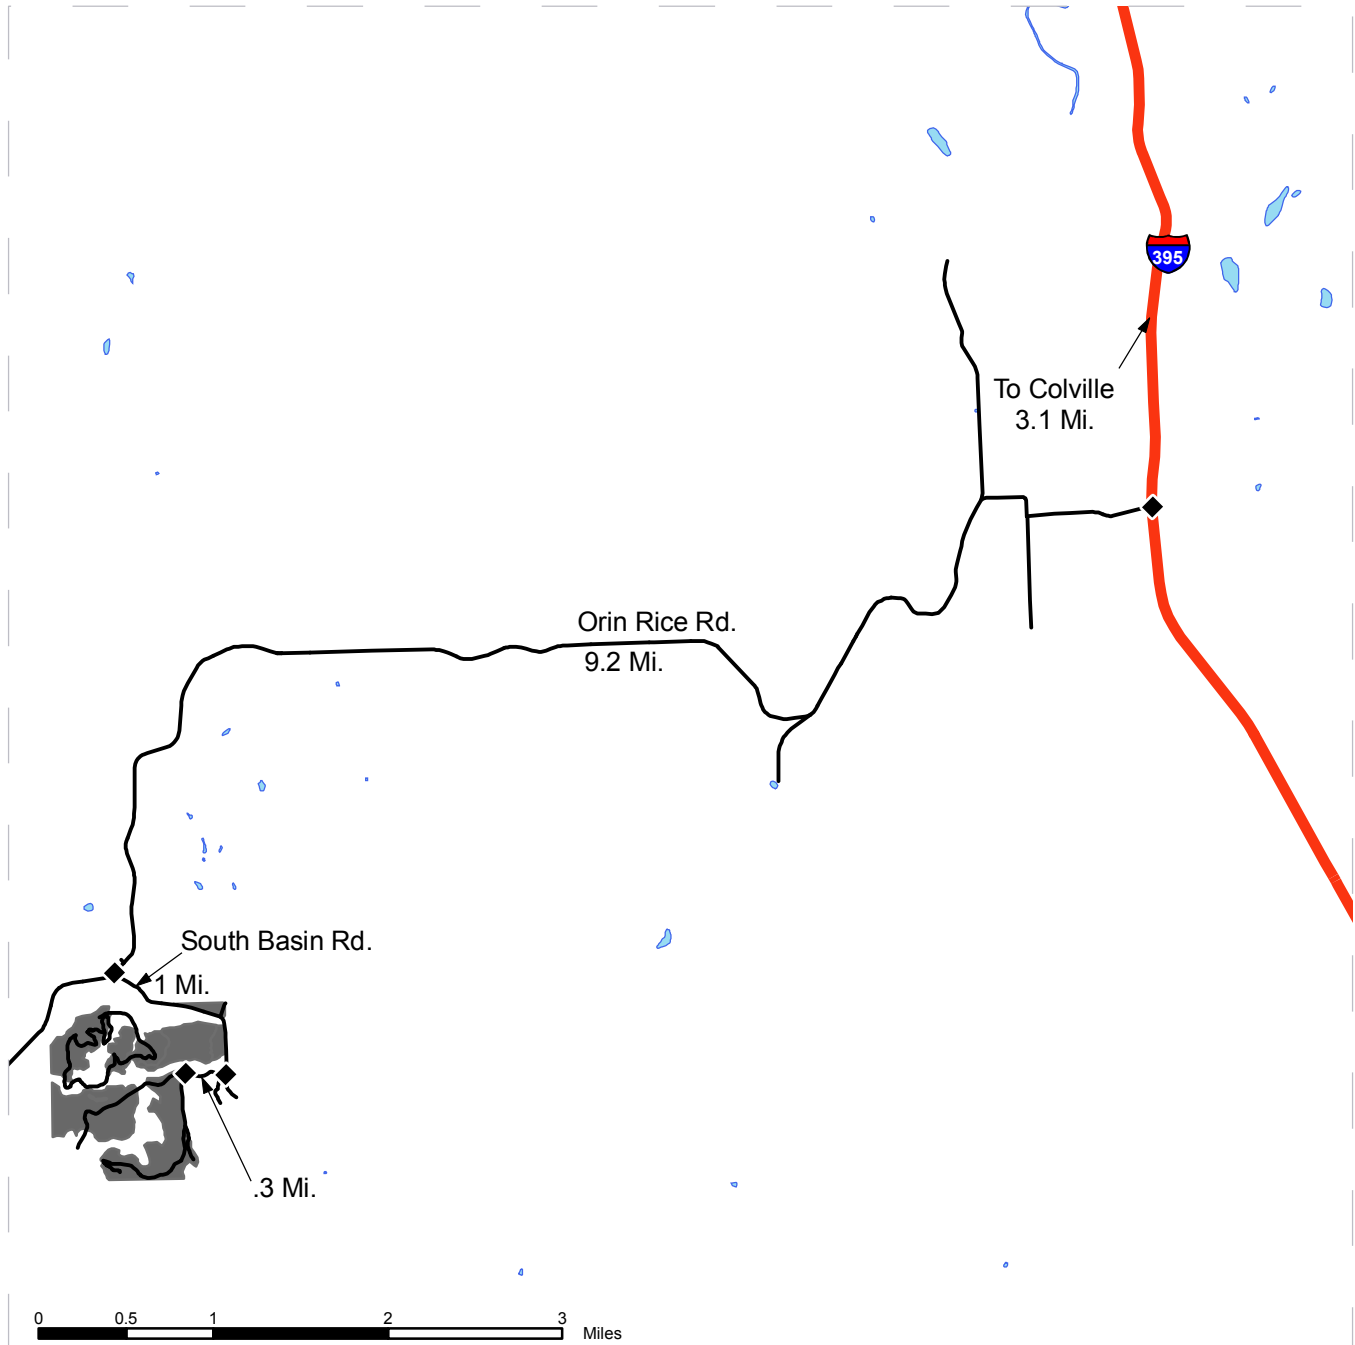 395
To Colville
3.1 Mi.
Orin Rice Rd.
9.2 Mi.
South Basin Rd.
1 Mi.
.3 Mi.
0 0.5 1 2 3
Miles